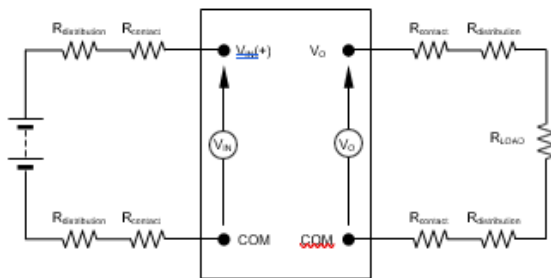 Rdistribution Rcontact Rcontact Rdistribution
VIN(+) VO
VIN VO RLOAD
Rdistribution Rcontact COM COM Rcontact Rdistribution